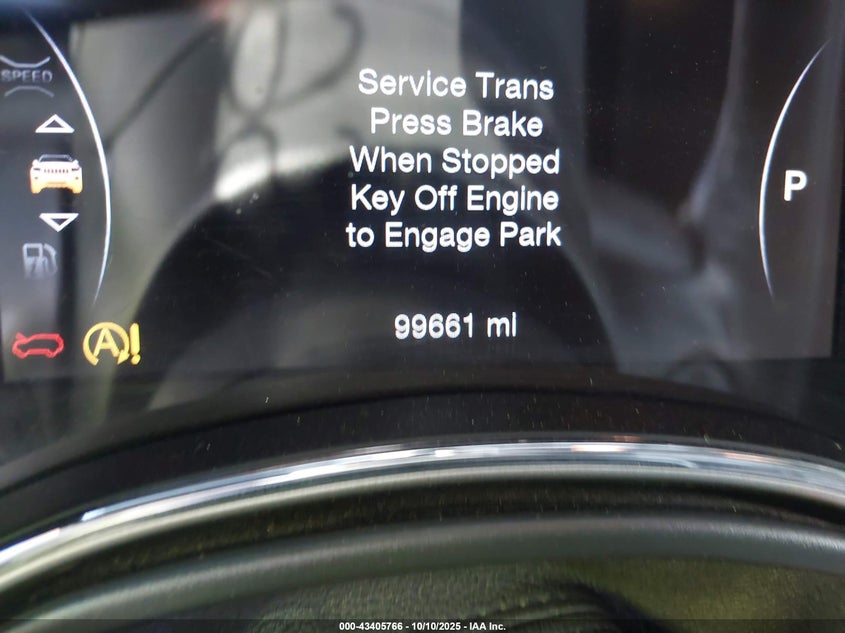 SPEED
Service Trans
Press Brake
When Stopped
Key Off Engine
to Engage Park
P
99661 mi
A!
000-43405766 - 10/10/2025 - IAA Inc.